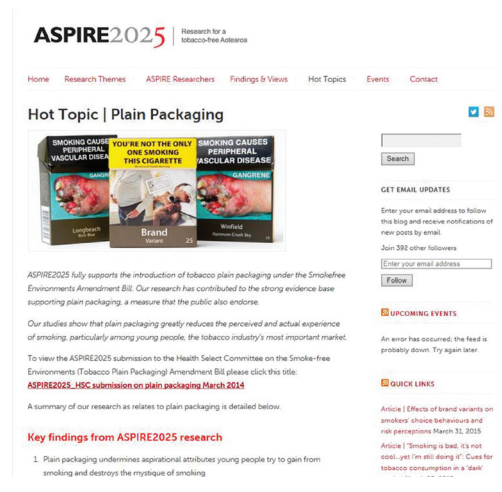 ASPIRE2025
Research for a
tobacco-free Aotearoa
Home Research Themes ASPIRE Researchers Findings & Views Hot Topics Events Contact
Hot Topic | Plain Packaging
SMOKING CAUSES
PERIPHERAL
VASCULAR DISEA
GANGR
Longbeach
Rich Blue
YOU'RE NOT THE ONLY
ONE SMOKING
THIS CIGARETTE
Brand
Variant
25
SMOKING CAUSES
PERIPHERAL
VASCULAR DISEASE
GANGRENE
Winfield
Optimum Crush Sky
ASPIRE2025 fully supports the introduction of tobacco plain packaging under the Smokefree
Environments Amendment Bill. Our research has contributed to the strong evidence base
supporting plain packaging, a measure that the public also endorse.
Our studies show that plain packaging greatly reduces the perceived and actual experience
of smoking, particularly among young people, the tobacco industry's most important market.
To view the ASPIRE2025 submission to the Health Select Committee on the Smoke-free
Environments (Tobacco Plain Packaging) Amendment Bill please click this title:
ASPIRE2025_HSC submission on plain packaging March 2014
A summary of our research as relates to plain packaging is detailed below.
Key findings from ASPIRE2025 research
1. Plain packaging undermines aspirational attributes young people try to gain from
smoking and destroys the mystique of smoking
Search
GET EMAIL UPDATES
Enter your email address to follow
this blog and receive notifications of
new posts by email.
Join 392 other followers
Enter your email address
Follow
UPCOMING EVENTS
An error has occurred; the feed is
probably down. Try again later.
QUICK LINKS
Article | Effects of brand variants on
smokers' choice behaviours and
risk perceptions March 31, 2015
Article | "Smoking is bad, it's not
cool...yet I'm still doing it": Cues for
tobacco consumption in a 'dark'